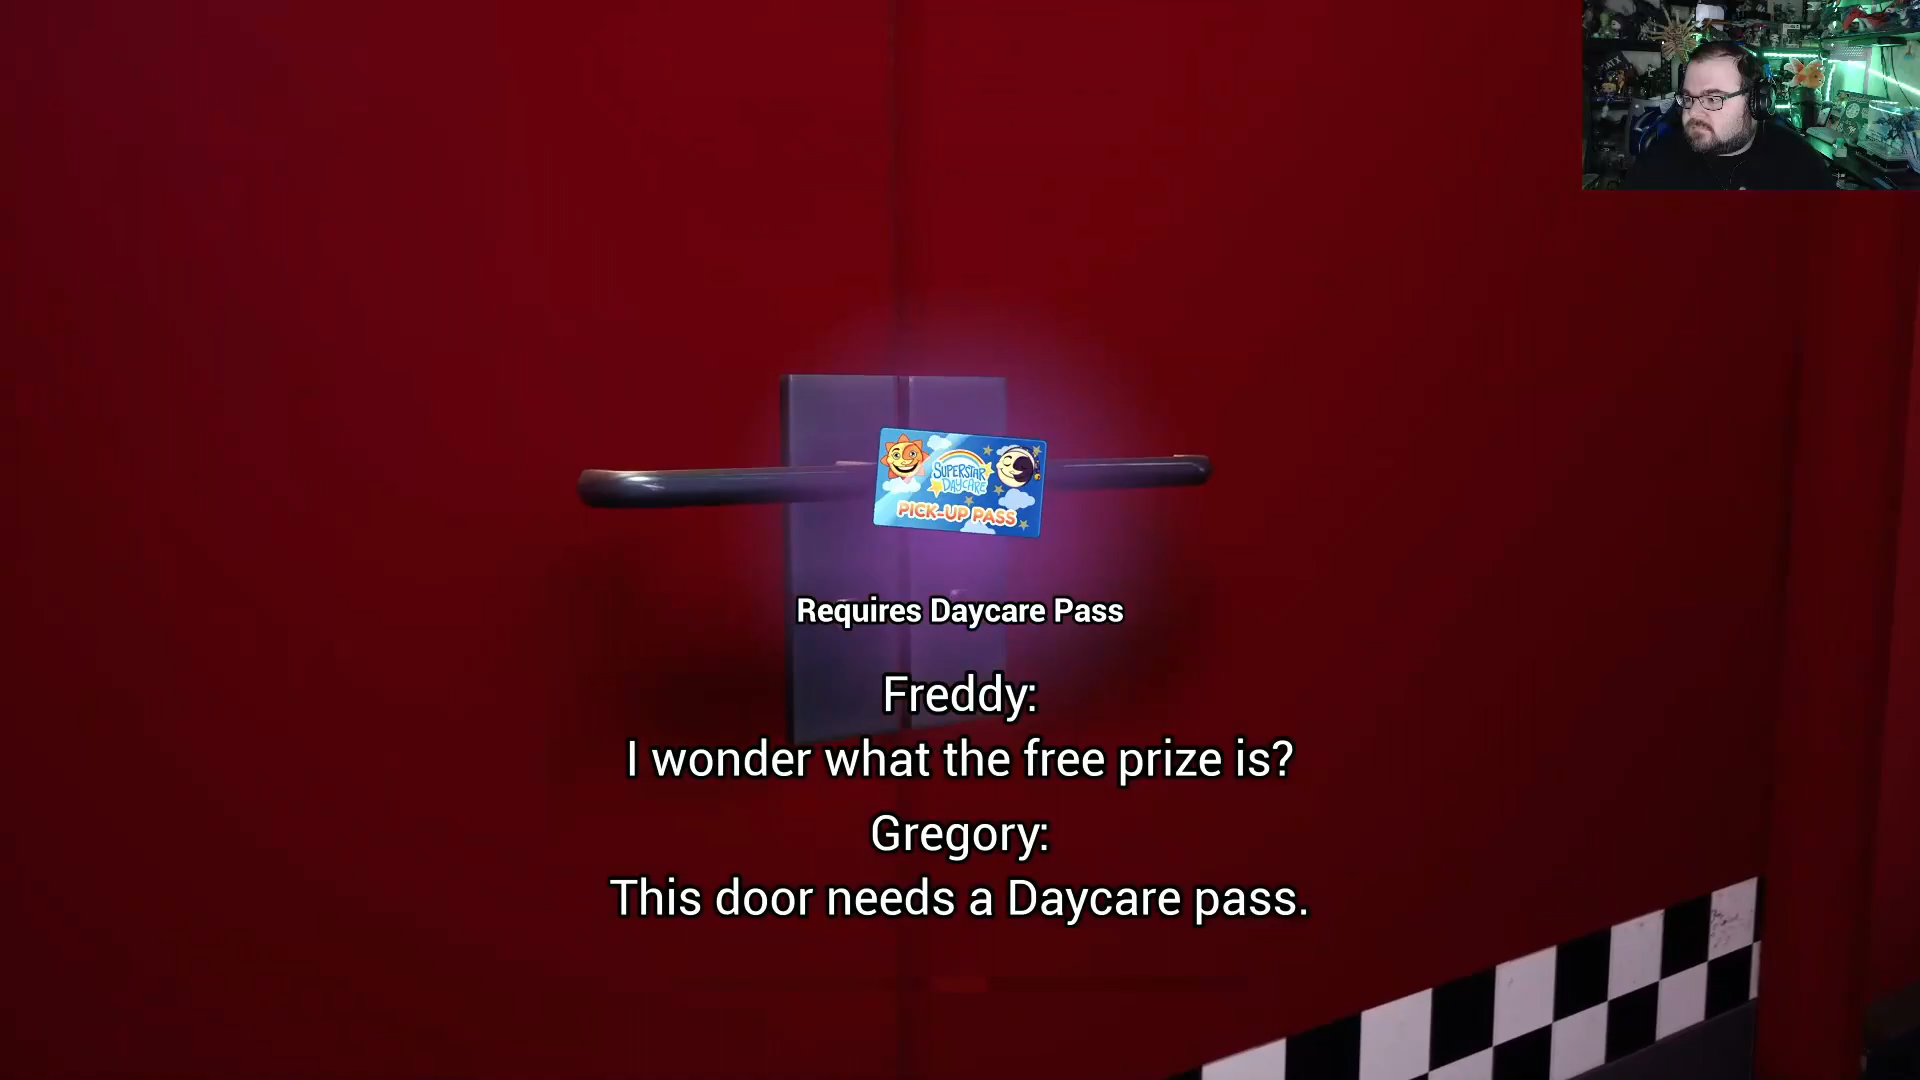 SUPERSTAR
DAYCARE
PICK-UP PASS
Requires Daycare Pass
Freddy:
I wonder what the free prize is?
Gregory:
This door needs a Daycare pass.